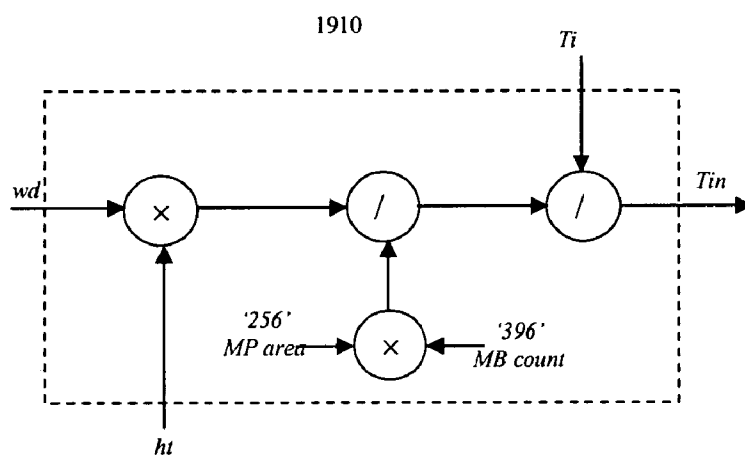 1910
Ti
wd
×
/
/
Tin
'256'
MP area
×
'396'
MB count
ht